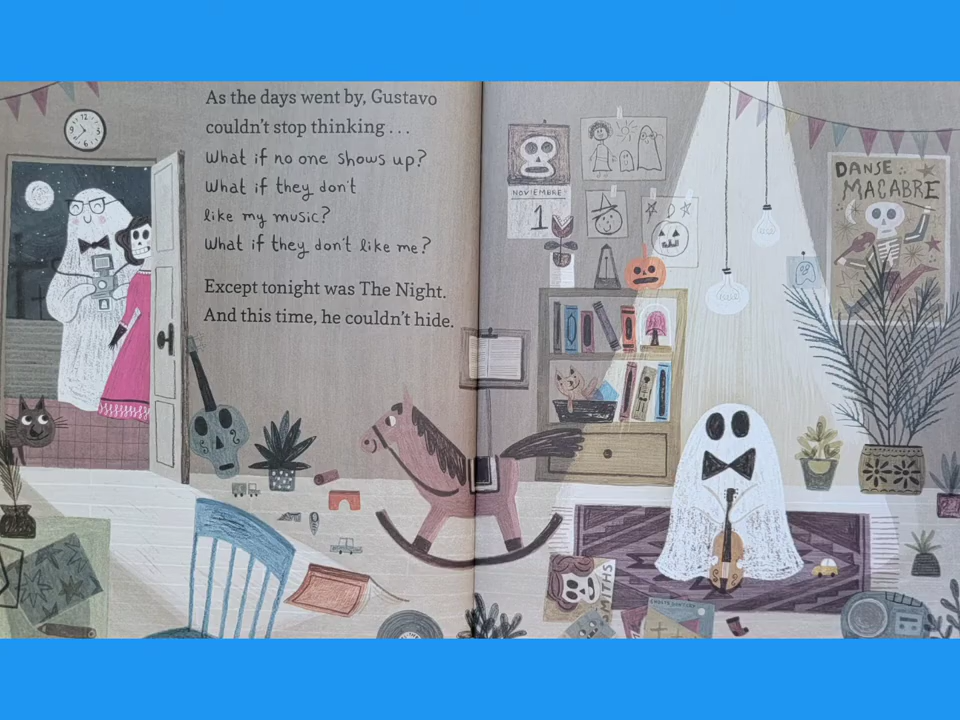 As the days went by, Gustavo
couldn't stop thinking . . .
What if no one shows up?
What if they don't
like my music?
What if they don't like me?
Except tonight was The Night.
And this time, he couldn't hide.
NOVIEMBRE
1
DANSE
MACABRE
SMITHS